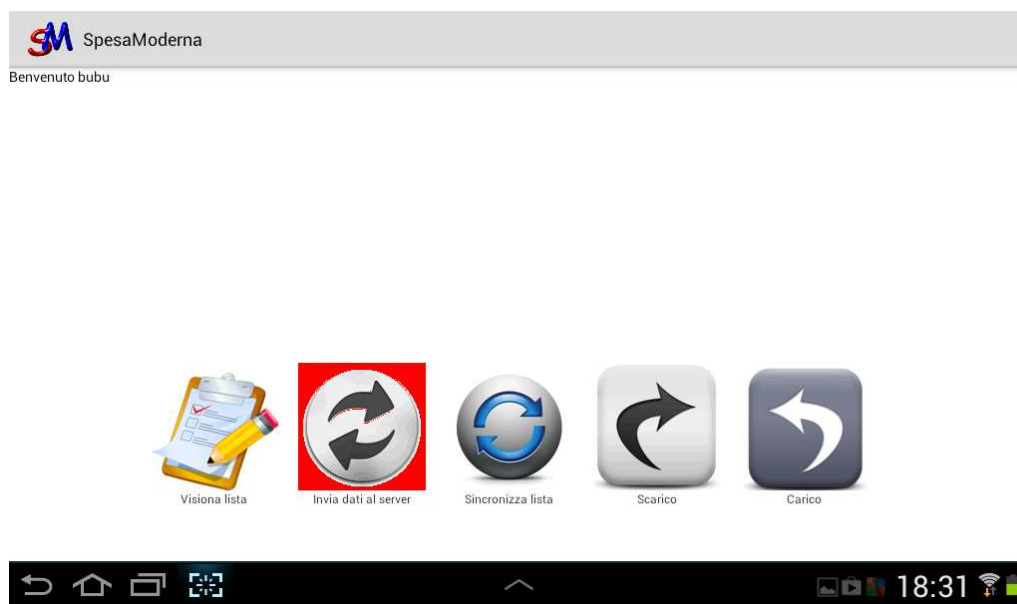 SM SpesaModerna
Benvenuto bubu
Visiona lista Invia dati al server Sincronizza lista Scarico Carico
18:31